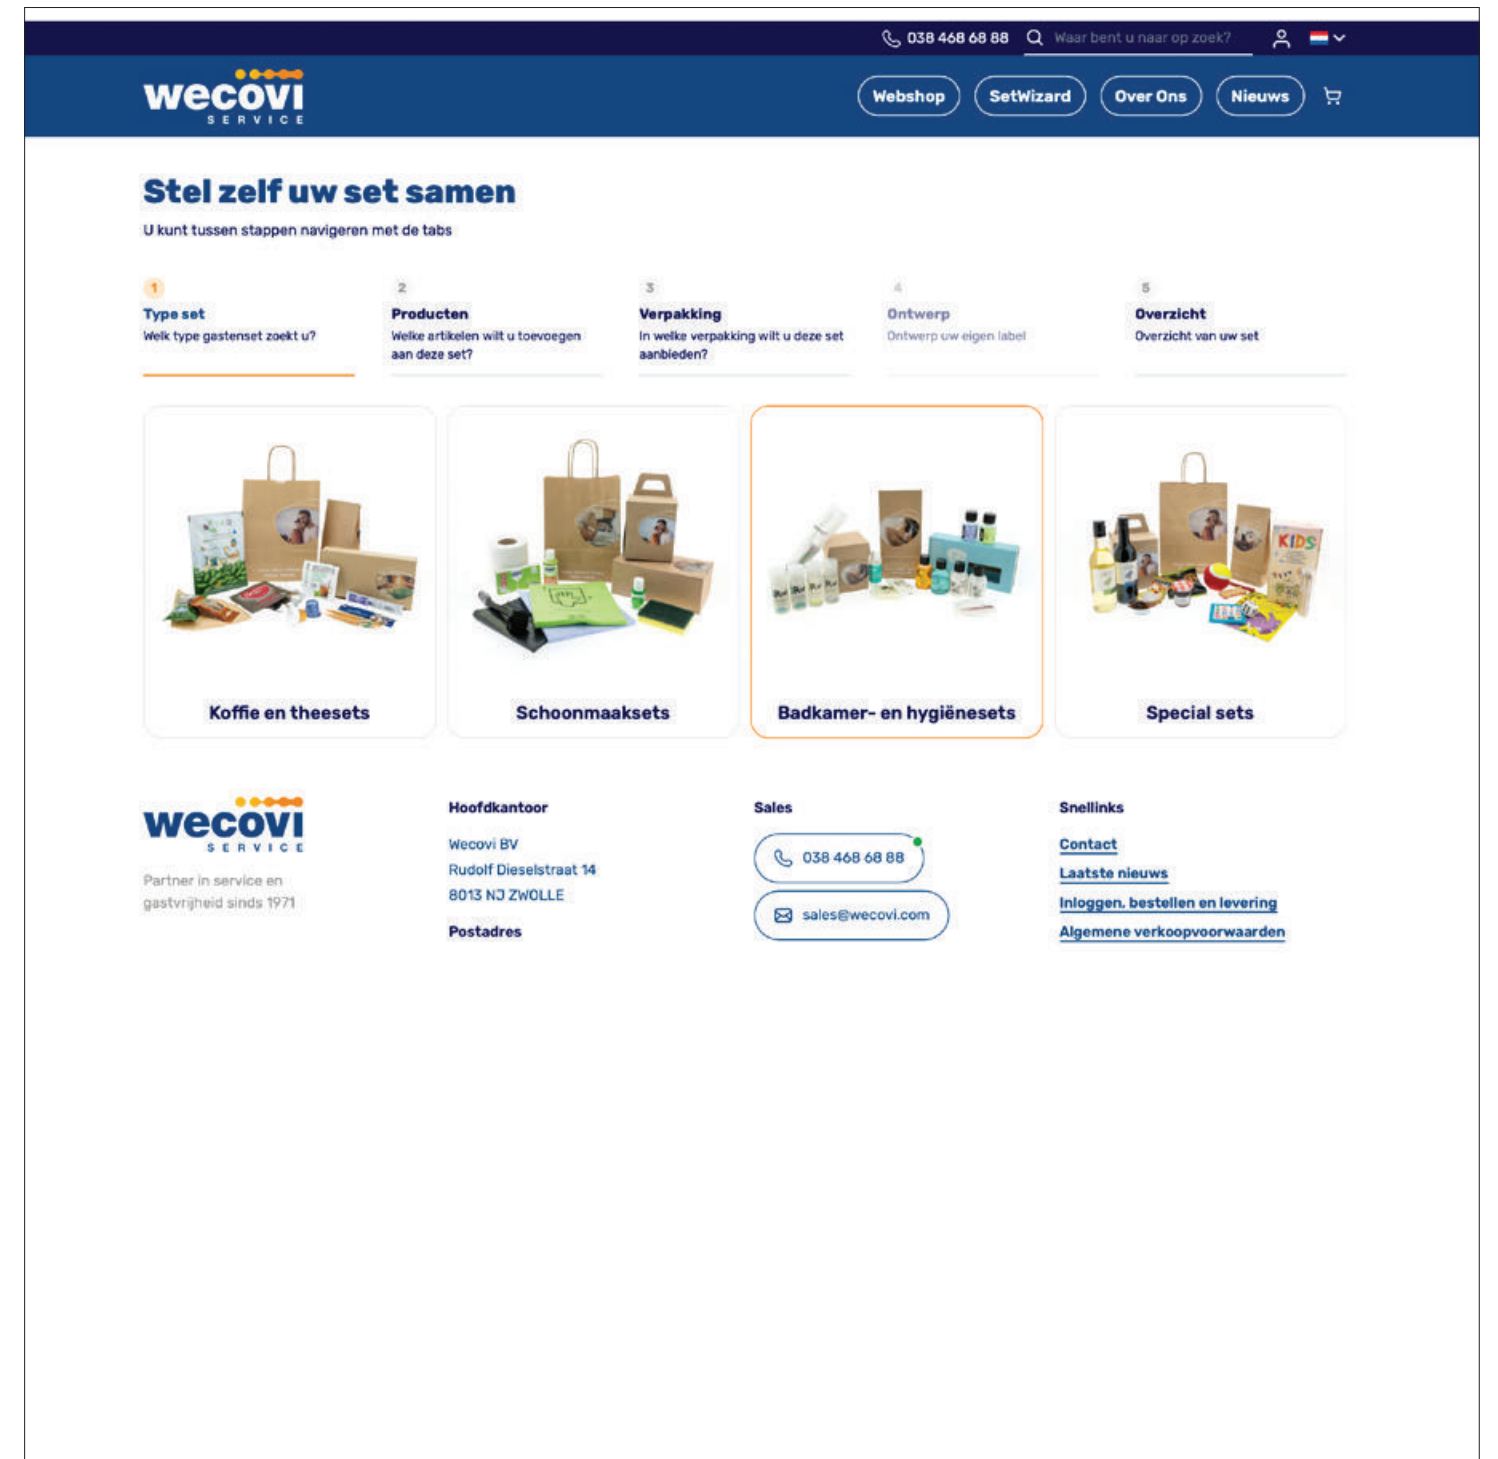 038 468 68 88
Waar bent u naar op zoek?
wecovi
SERVICE
Webshop
SetWizard
Over Ons
Nieuws
Stel zelf uw set samen
U kunt tussen stappen navigeren met de tabs
1
Type set
Welk type gastenset zoekt u?
2
Producten
Welke artikelen wilt u toevoegen
aan deze set?
3
Verpakking
In welke verpakking wilt u deze set
aanbieden?
4
Ontwerp
Ontwerp uw eigen label
5
Overzicht
Overzicht van uw set
KIDS
Koffie en theesets
Schoonmaaksets
Badkamer- en hygiënesets
Special sets
wecovi
SERVICE
Partner in service en
gastvrijheid sinds 1971
Hoofdkantoor
Wecovi BV
Rudolf Dieselstraat 14
8013 NJ ZWOLLE
Postadres
Sales
038 468 68 88
sales@wecovi.com
Snellinks
Contact
Laatste nieuws
Inloggen, bestellen en levering
Algemene verkoopvoorwaarden